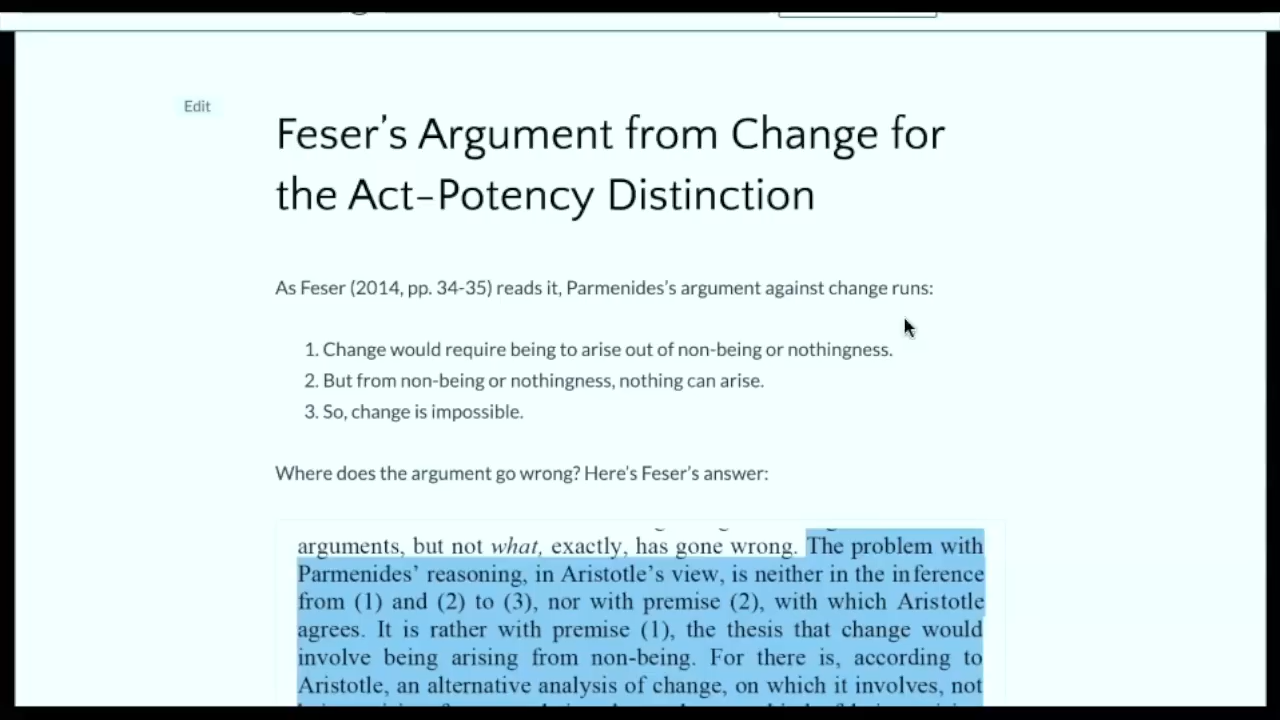 Edit
Feser’s Argument from Change for
the Act–Potency Distinction
As Feser (2014, pp. 34-35) reads it, Parmenides’s argument against change runs:
1. Change would require being to arise out of non-being or nothingness.
2. But from non-being or nothingness, nothing can arise.
3. So, change is impossible.
Where does the argument go wrong? Here’s Feser’s answer:
arguments, but not what, exactly, has gone wrong. The problem with
Parmenides’ reasoning, in Aristotle’s view, is neither in the inference
from (1) and (2) to (3), nor with premise (2), with which Aristotle
agrees. It is rather with premise (1), the thesis that change would
involve being arising from non-being. For there is, according to
Aristotle, an alternative analysis of change, on which it involves, not